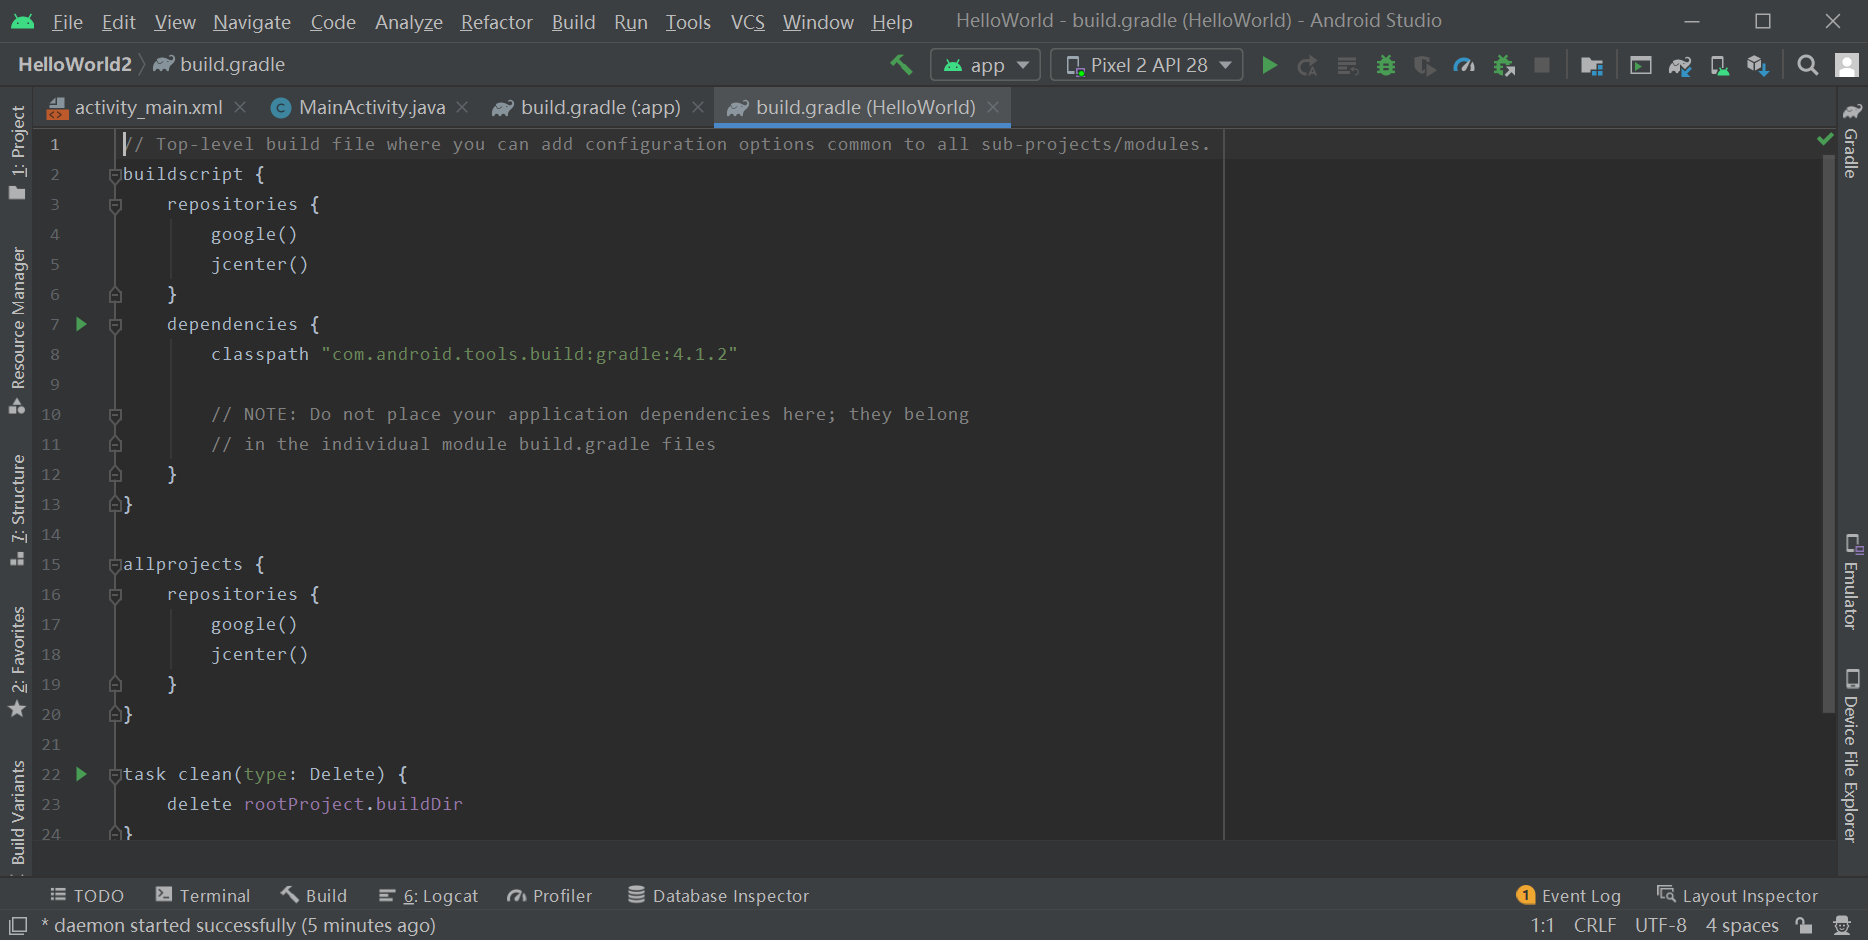 File Edit View Navigate Code Analyze Refactor Build Run Tools VCS Window Help HelloWorld - build.gradle (HelloWorld) - Android Studio
HelloWorld2 build.gradle app Pixel 2 API 28
activity_main.xml MainActivity.java build.gradle (:app) build.gradle (HelloWorld)
1: Project
Resource Manager
7: Structure
2: Favorites
Build Variants
1 // Top-level build file where you can add configuration options common to all sub-projects/modules.
2 buildscript {
3 repositories {
4 google()
5 jcenter()
6 }
7 dependencies {
8 classpath "com.android.tools.build:gradle:4.1.2"
9
10 // NOTE: Do not place your application dependencies here; they belong
11 // in the individual module build.gradle files
12 }
13 }
14
15 allprojects {
16 repositories {
17 google()
18 jcenter()
19 }
20 }
21
22 task clean(type: Delete) {
23 delete rootProject.buildDir
24 }
Gradle
Emulator
Device File Explorer
TODO Terminal Build 6: Logcat Profiler Database Inspector 1 Event Log Layout Inspector
* daemon started successfully (5 minutes ago) 1:1 CRLF UTF-8 4 spaces